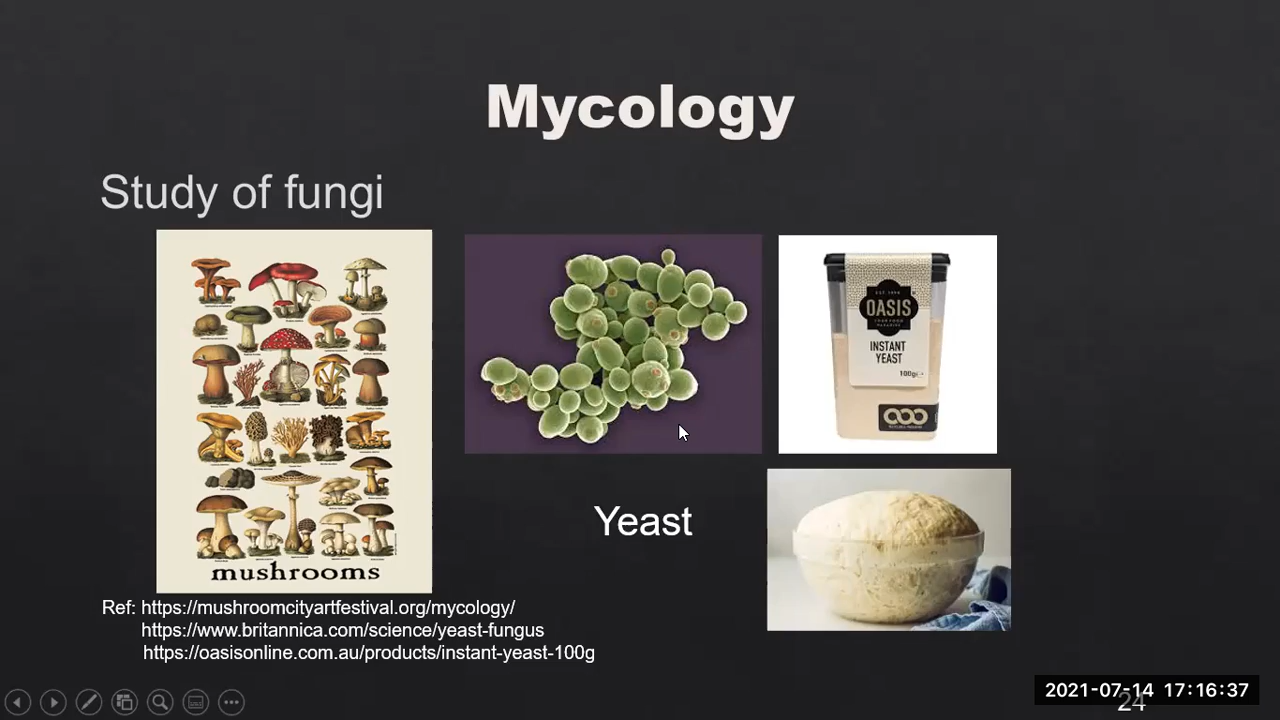 Mycology
Study of fungi
mushrooms
OASIS
INSTANT
YEAST
100g
Yeast
Ref: https://mushroomcityartfestival.org/mycology/
https://www.britannica.com/science/yeast-fungus
https://oasisonline.com.au/products/instant-yeast-100g
2021-07-14 17:16:37
24